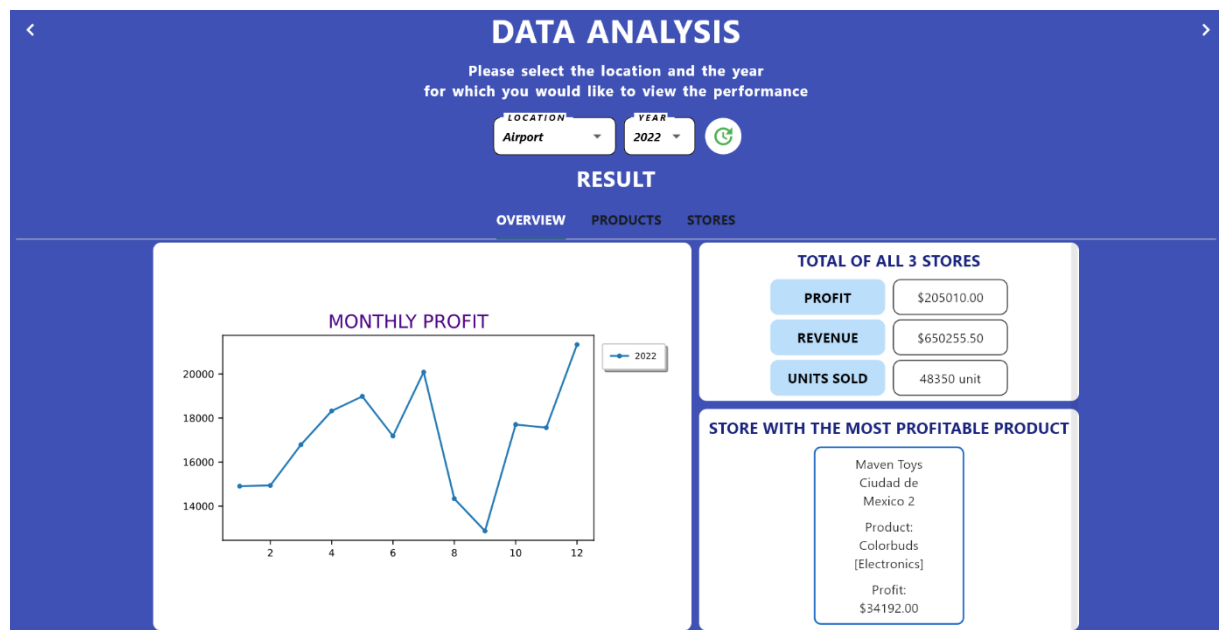 DATA ANALYSIS
Please select the location and the year
for which you would like to view the performance
LOCATION
Airport
YEAR
2022
RESULT
OVERVIEW PRODUCTS STORES
MONTHLY PROFIT
2022
20000
18000
16000
14000
2 4 6 8 10 12
TOTAL OF ALL 3 STORES
PROFIT $205010.00
REVENUE $650255.50
UNITS SOLD 48350 unit
STORE WITH THE MOST PROFITABLE PRODUCT
Maven Toys
Ciudad de
Mexico 2
Product:
Colorbuds
[Electronics]
Profit:
$34192.00